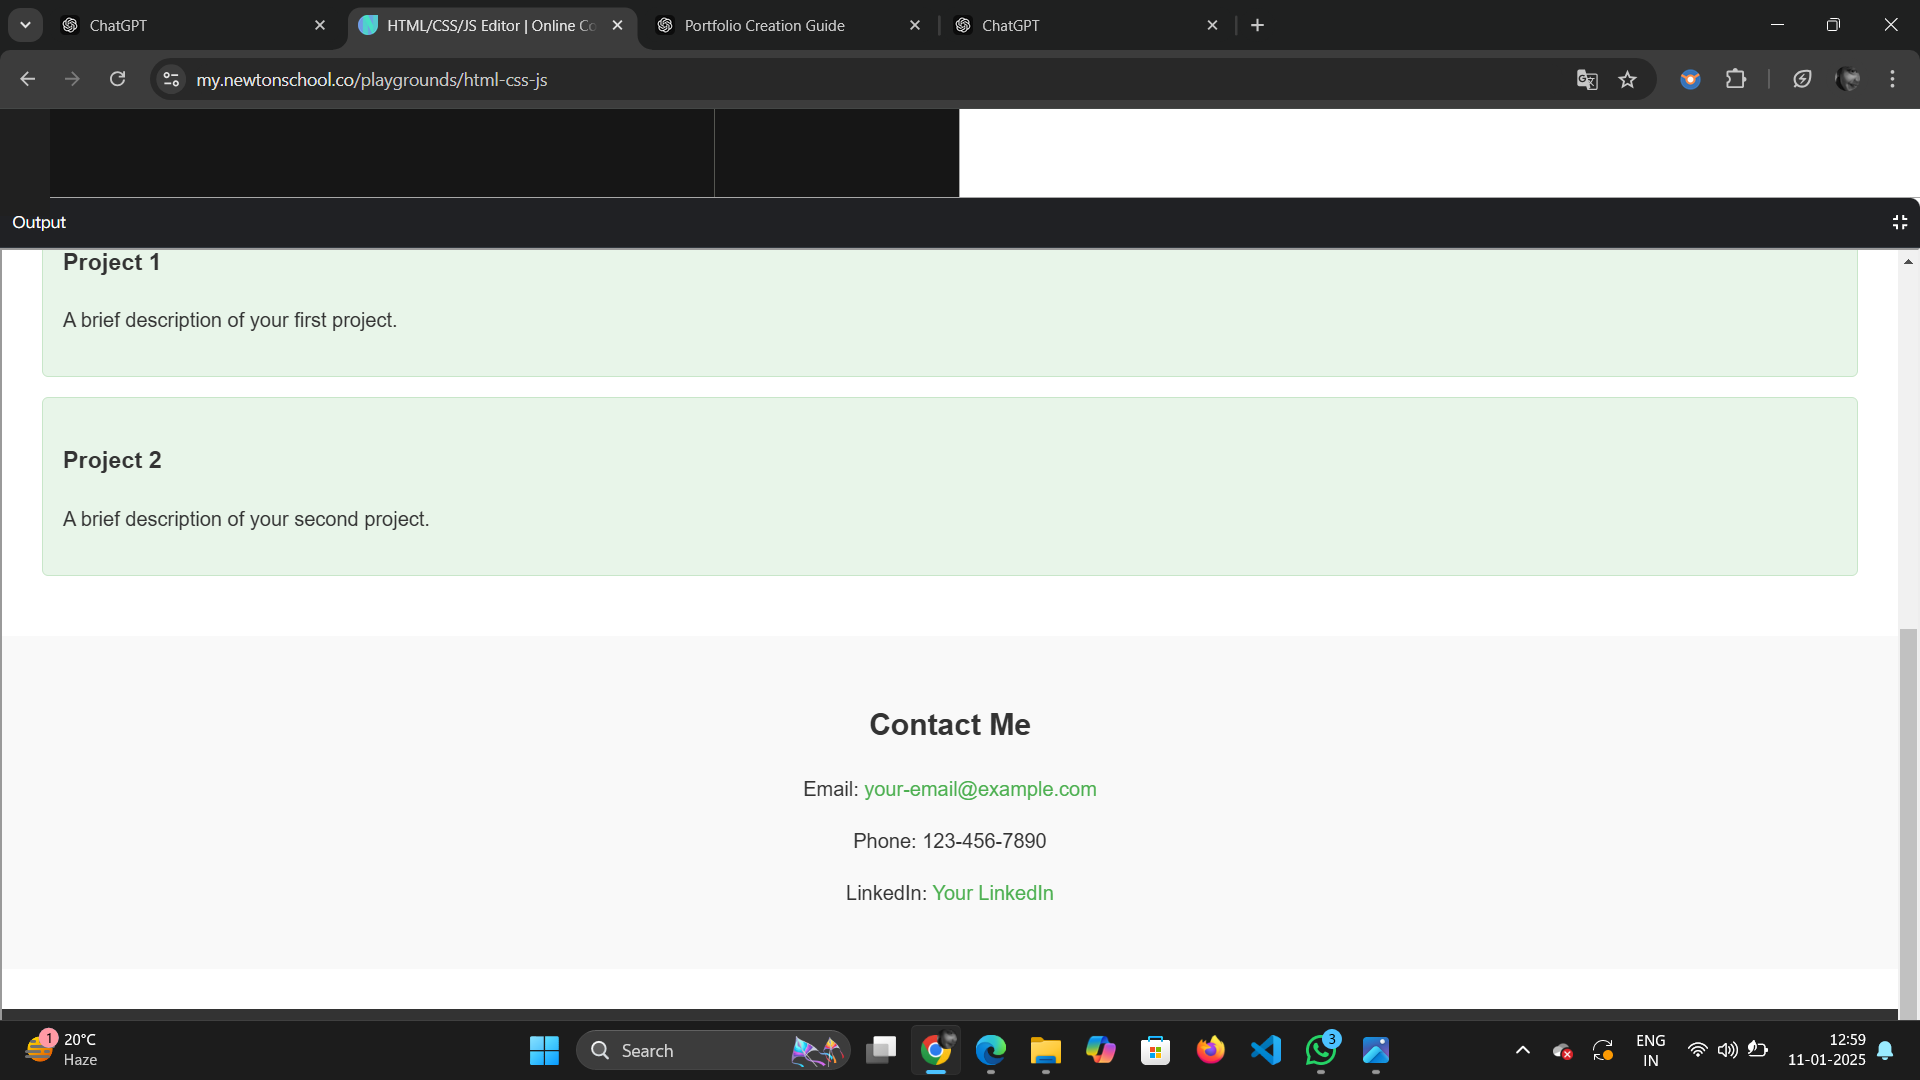 ChatGPT
HTML/CSS/JS Editor | Online Co
Portfolio Creation Guide
ChatGPT
my.newtonschool.co/playgrounds/html-css-js
Output
Project 1
A brief description of your first project.
Project 2
A brief description of your second project.
Contact Me
Email: your-email@example.com
Phone: 123-456-7890
LinkedIn: Your LinkedIn
1
20°C
Haze
Search
3
ENG
IN
12:59
11-01-2025